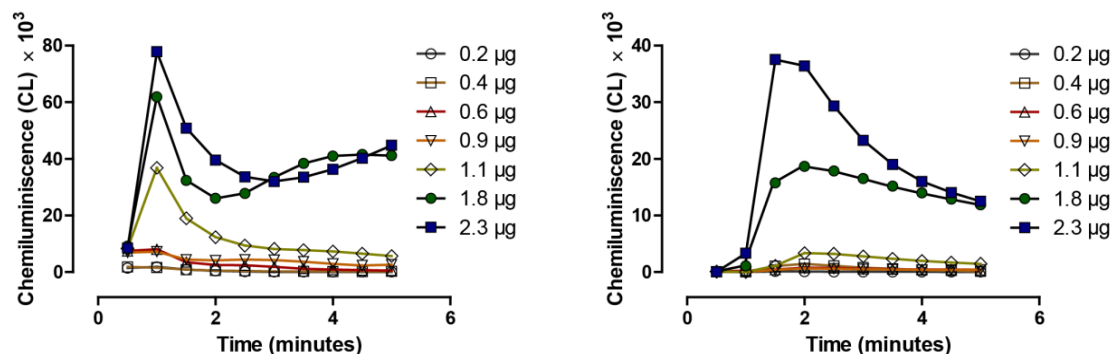 Chemiluminiscence (CL) × 10³
80
60
40
20
0
0
2
4
6
Time (minutes)
0.2 µg
0.4 µg
0.6 µg
0.9 µg
1.1 µg
1.8 µg
2.3 µg
Chemiluminiscence (CL) × 10³
40
30
20
10
0
0
2
4
6
Time (minutes)
0.2 µg
0.4 µg
0.6 µg
0.9 µg
1.1 µg
1.8 µg
2.3 µg